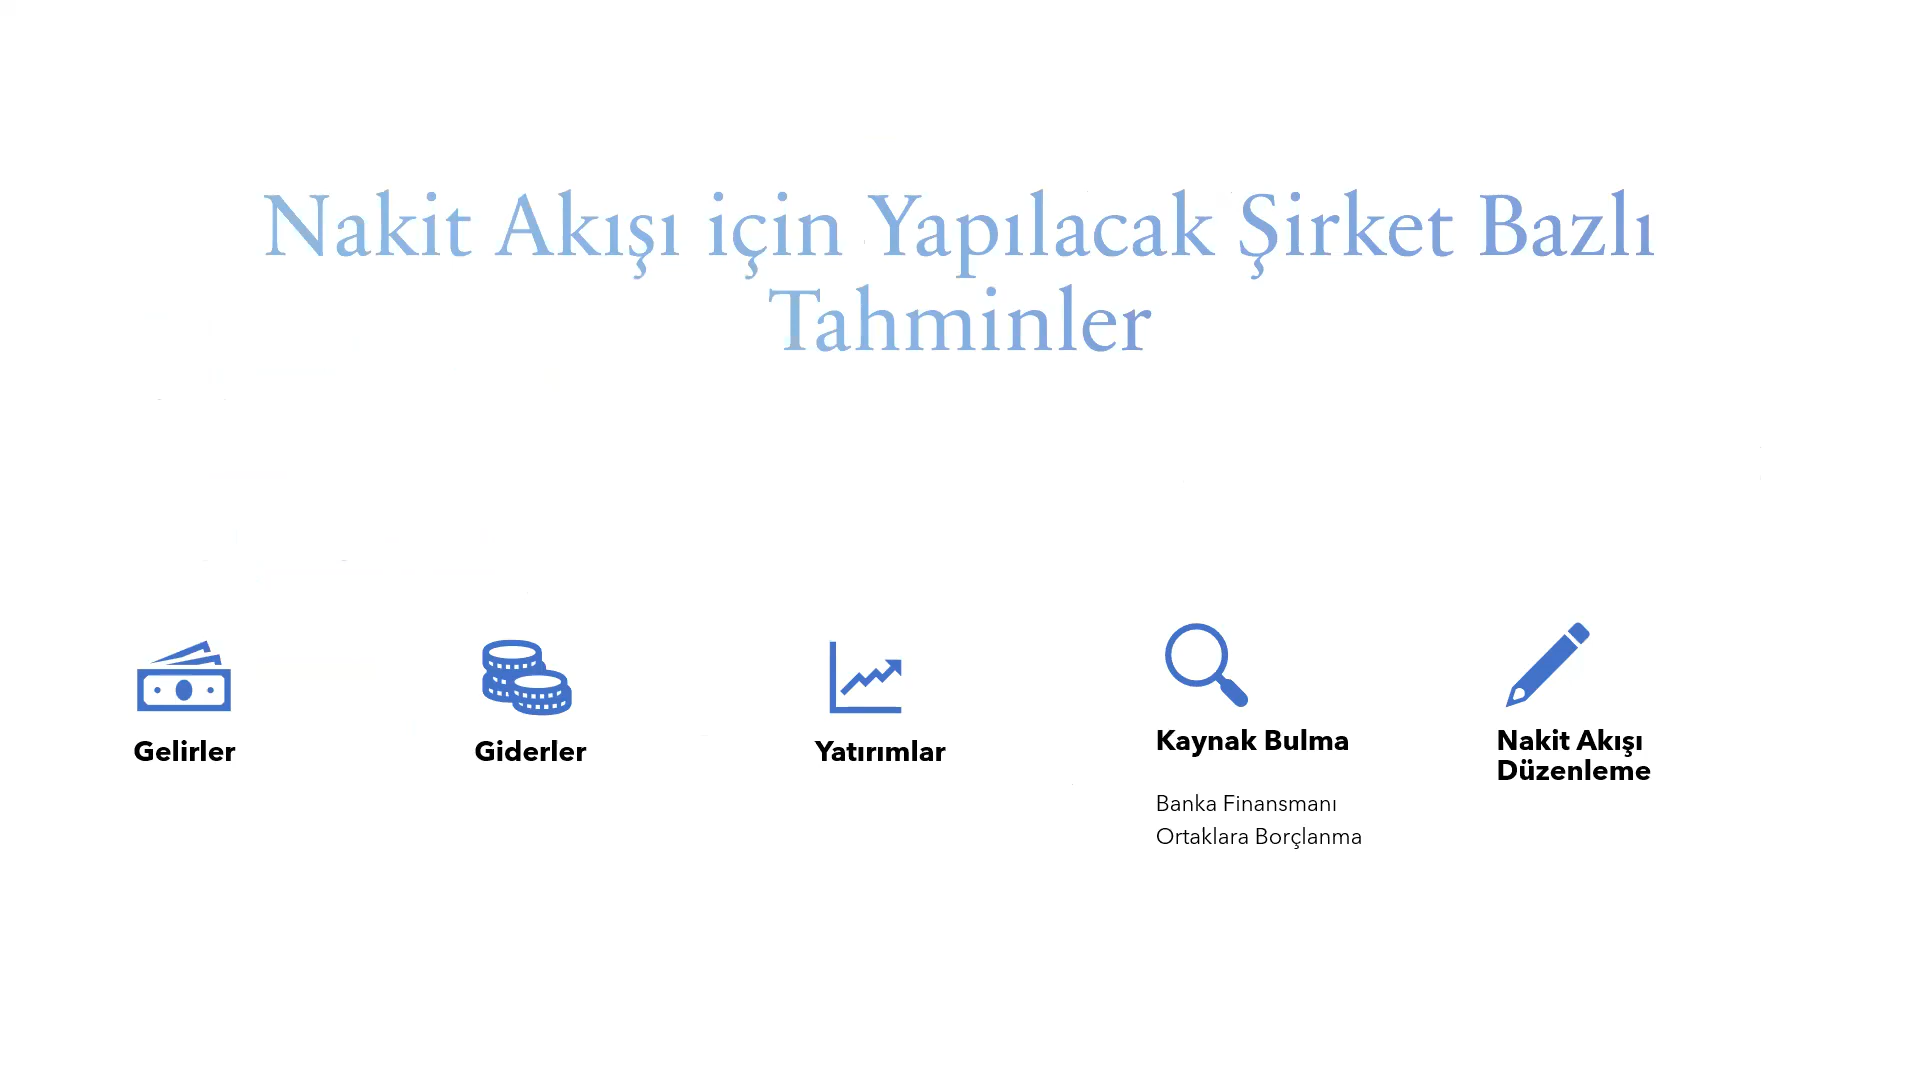 Nakit Akışı için Yapılacak Şirket Bazlı
Tahminler
Gelirler
Giderler
Yatırımlar
Kaynak Bulma
Banka Finansmanı
Ortaklara Borçlanma
Nakit Akışı
Düzenleme